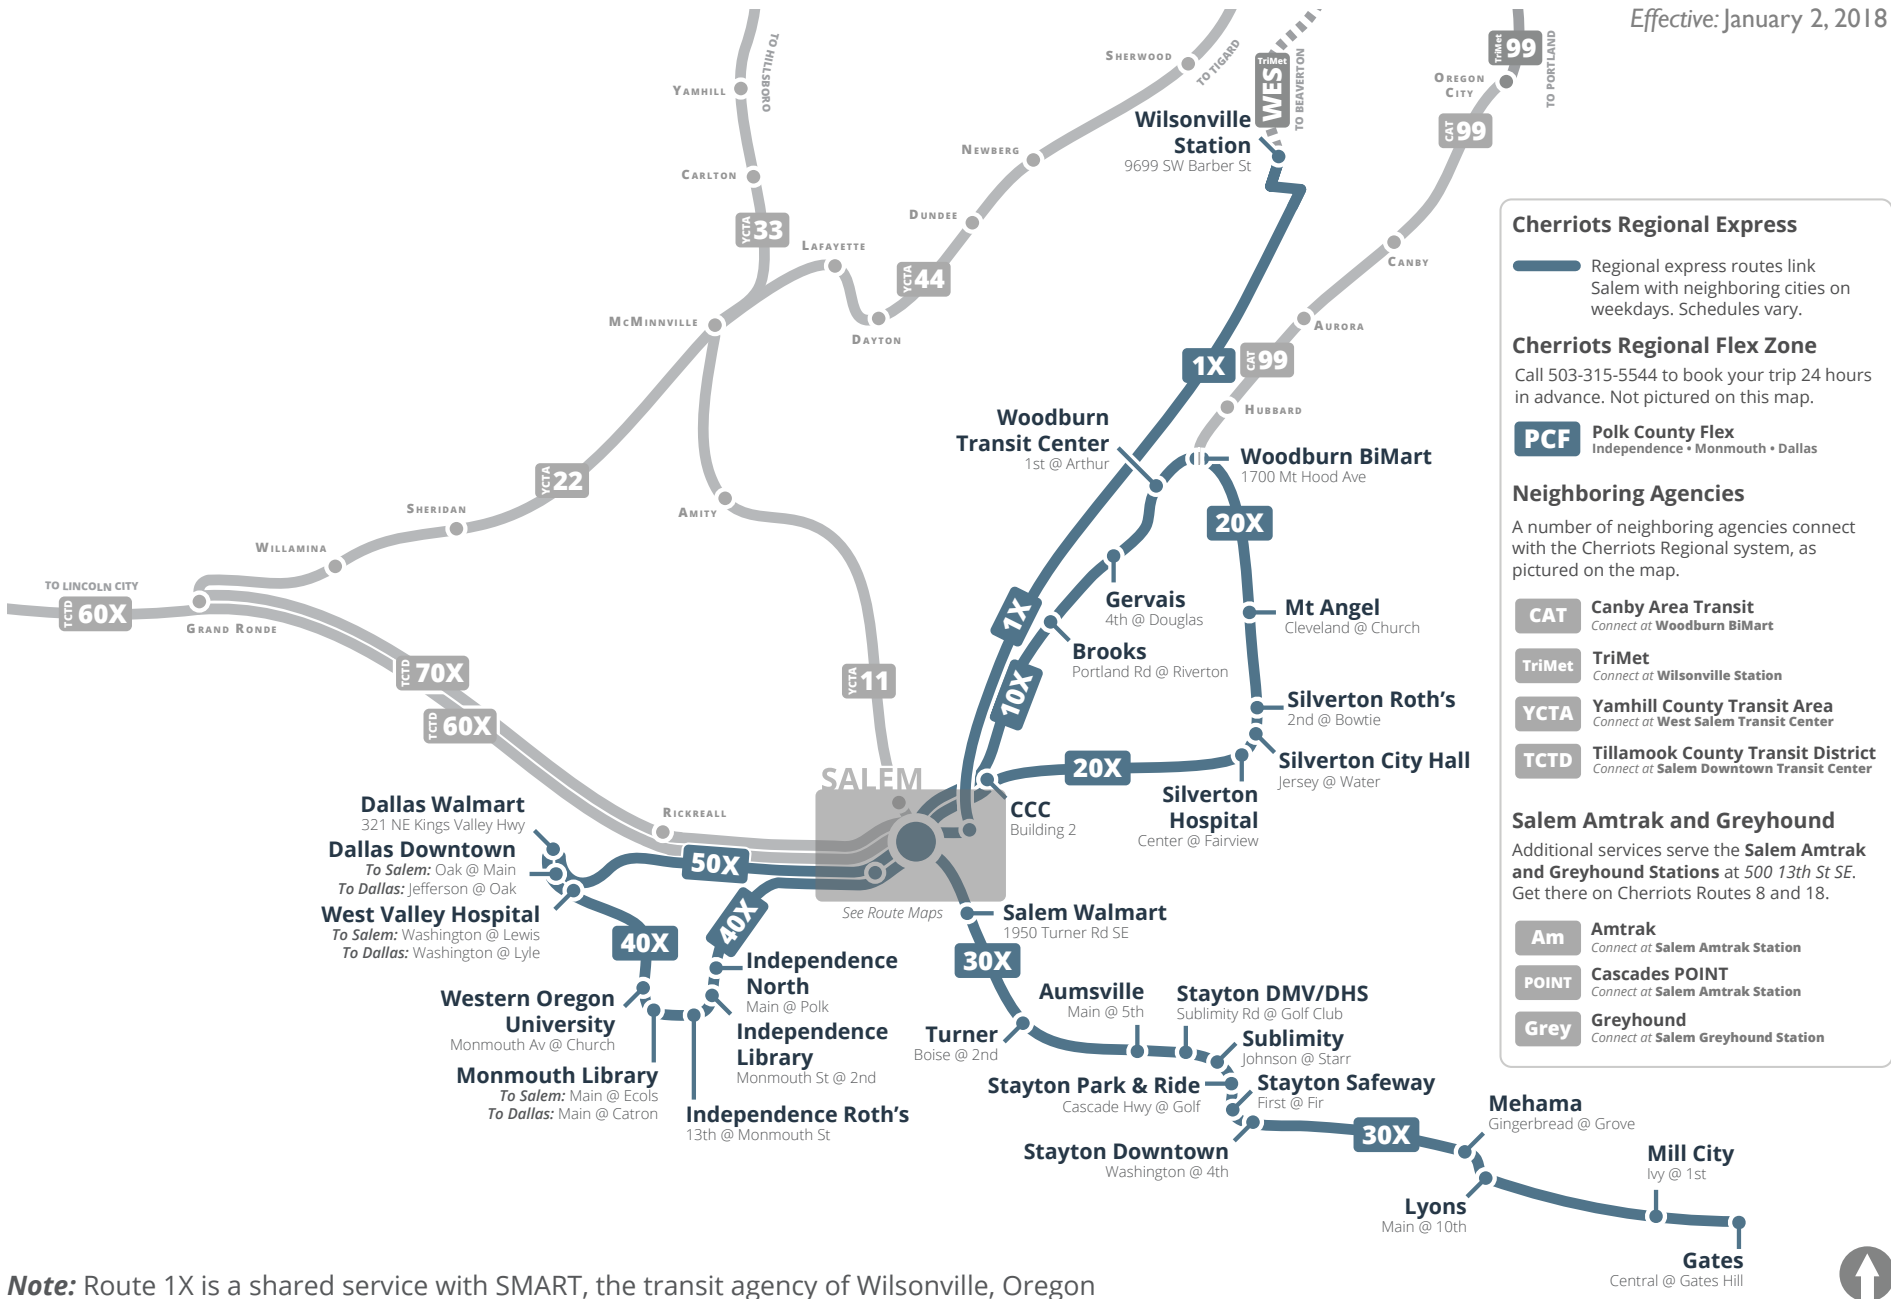 Effective: January 2, 2018
TO HILLSBORO
YAMHILL
CARLTON
YCTA 33
SHERWOOD
TO TIGARD
NEWBERG
DUNDEE
LAFAYETTE
YCTA 44
DAYTON
MCMINNVILLE
TriMet
WES
TO BEAVERTON
Wilsonville
Station
9699 SW Barber St
TriMet 99
TO PORTLAND
OREGON
CITY
CAT 99
CANBY
AURORA
1X
CAT 99
HUBBARD
YCTA 22
SHERIDAN
WILLAMINA
AMITY
TO LINCOLN CITY
TCTD 60X
GRAND RONDE
TCTD 70X
TCTD 60X
YCTA 11
RICKREALL
SALEM
See Route Maps
Woodburn
Transit Center
1st @ Arthur
Woodburn BiMart
1700 Mt Hood Ave
20X
Gervais
4th @ Douglas
Mt Angel
Cleveland @ Church
1X
Brooks
Portland Rd @ Riverton
10X
Silverton Roth's
2nd @ Bowtie
Silverton City Hall
Jersey @ Water
20X
Silverton
Hospital
Center @ Fairview
CCC
Building 2
Dallas Walmart
321 NE Kings Valley Hwy
Dallas Downtown
To Salem: Oak @ Main
To Dallas: Jefferson @ Oak
West Valley Hospital
To Salem: Washington @ Lewis
To Dallas: Washington @ Lyle
50X
40X
40X
Western Oregon
University
Monmouth Av @ Church
Monmouth Library
To Salem: Main @ Ecols
To Dallas: Main @ Catron
Independence
North
Main @ Polk
Independence
Library
Monmouth St @ 2nd
Independence Roth's
13th @ Monmouth St
Salem Walmart
1950 Turner Rd SE
30X
Turner
Boise @ 2nd
Aumsville
Main @ 5th
Stayton DMV/DHS
Sublimity Rd @ Golf Club
Sublimity
Johnson @ Starr
Stayton Park & Ride
Cascade Hwy @ Golf
Stayton Safeway
First @ Fir
Stayton Downtown
Washington @ 4th
30X
Mehama
Gingerbread @ Grove
Lyons
Main @ 10th
Mill City
Ivy @ 1st
Gates
Central @ Gates Hill
Cherriots Regional Express
Regional express routes link
Salem with neighboring cities on
weekdays. Schedules vary.
Cherriots Regional Flex Zone
Call 503-315-5544 to book your trip 24 hours
in advance. Not pictured on this map.
PCF
Polk County Flex
Independence • Monmouth • Dallas
Neighboring Agencies
A number of neighboring agencies connect
with the Cherriots Regional system, as
pictured on the map.
CAT
Canby Area Transit
Connect at Woodburn BiMart
TriMet
TriMet
Connect at Wilsonville Station
YCTA
Yamhill County Transit Area
Connect at West Salem Transit Center
TCTD
Tillamook County Transit District
Connect at Salem Downtown Transit Center
Salem Amtrak and Greyhound
Additional services serve the Salem Amtrak
and Greyhound Stations at 500 13th St SE.
Get there on Cherriots Routes 8 and 18.
Am
Amtrak
Connect at Salem Amtrak Station
POINT
Cascades POINT
Connect at Salem Amtrak Station
Grey
Greyhound
Connect at Salem Greyhound Station
Note: Route 1X is a shared service with SMART, the transit agency of Wilsonville, Oregon